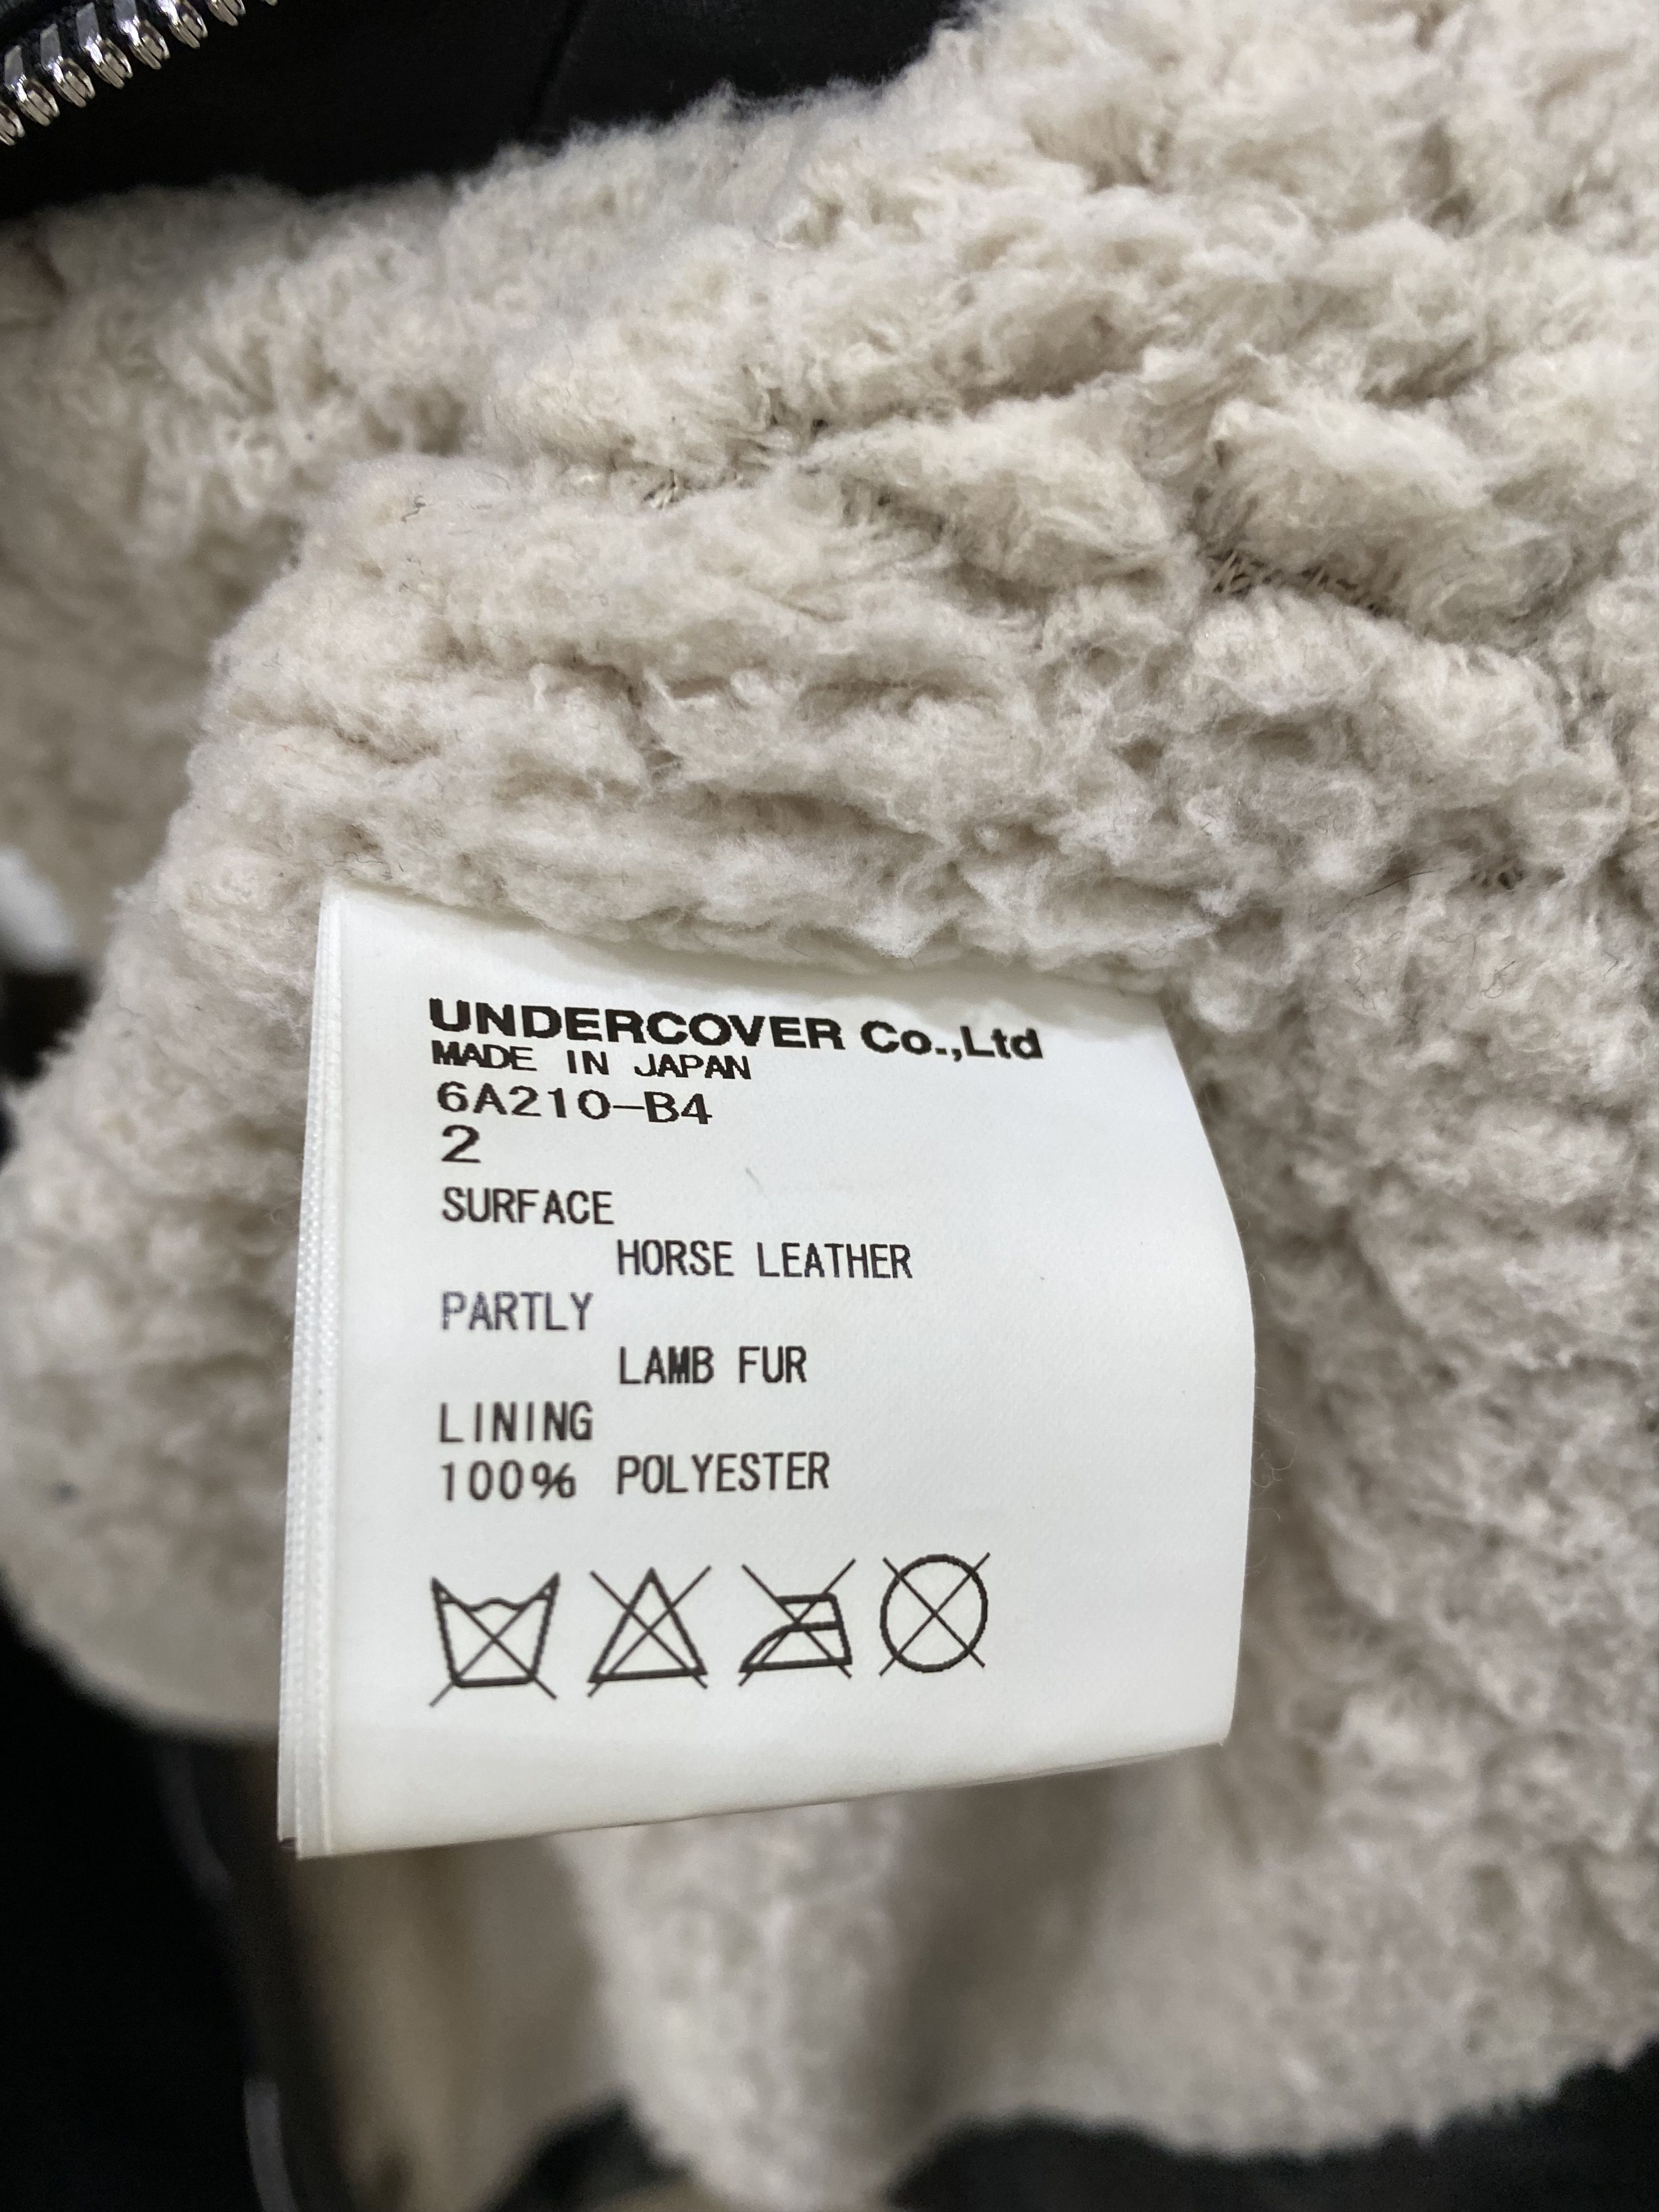 UNDERCOVER Co.,Ltd
MADE IN JAPAN
6A210-B4
2
SURFACE
HORSE LEATHER
PARTLY
LAMB FUR
LINING
100% POLYESTER